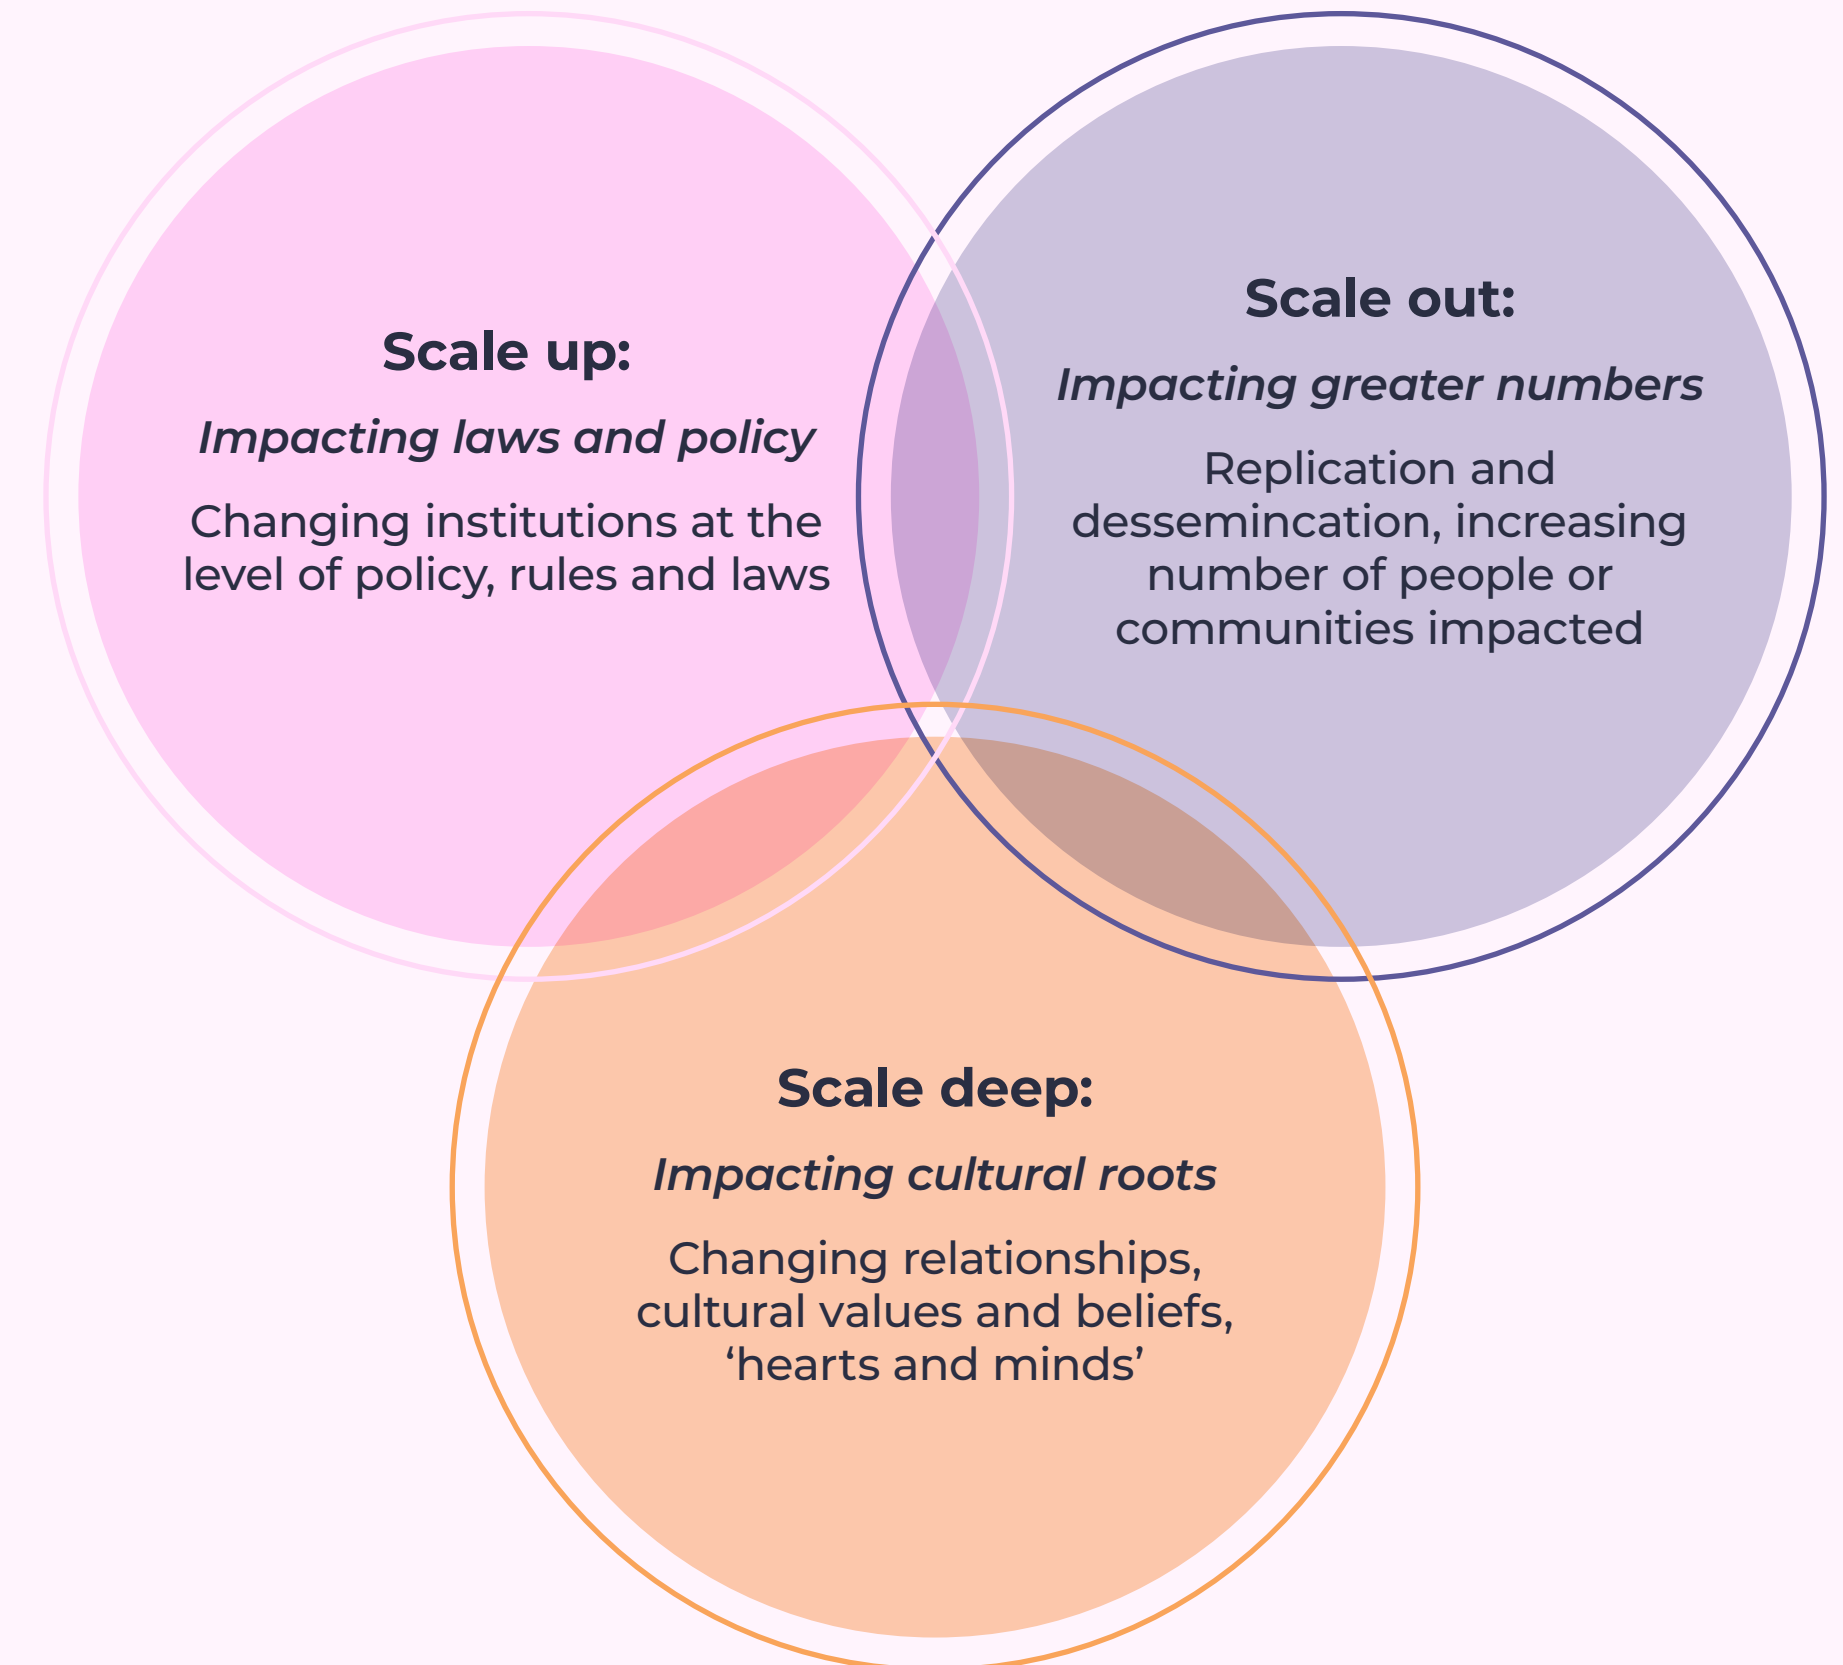 Scale up:
Impacting laws and policy
Changing institutions at the
level of policy, rules and laws
Scale out:
Impacting greater numbers
Replication and
dessemincation, increasing
number of people or
communities impacted
Scale deep:
Impacting cultural roots
Changing relationships,
cultural values and beliefs,
‘hearts and minds’